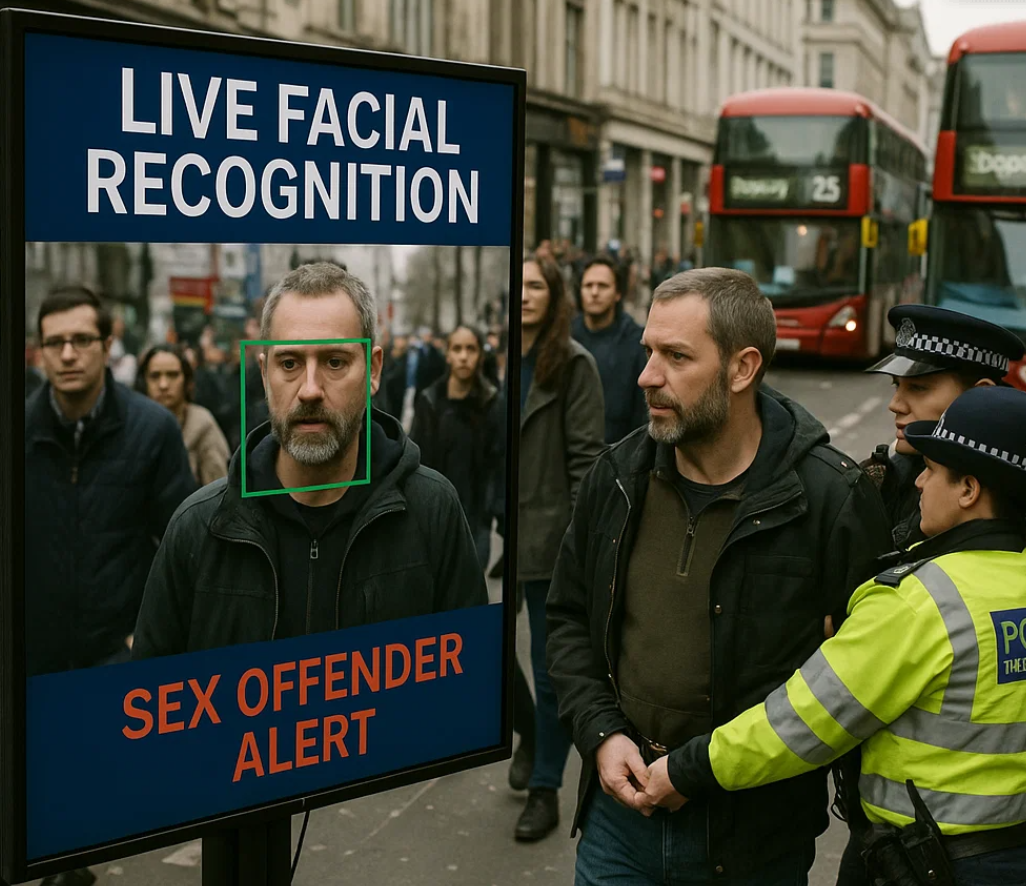 LIVE FACIAL
RECOGNITION
SEX OFFENDER
ALERT
25